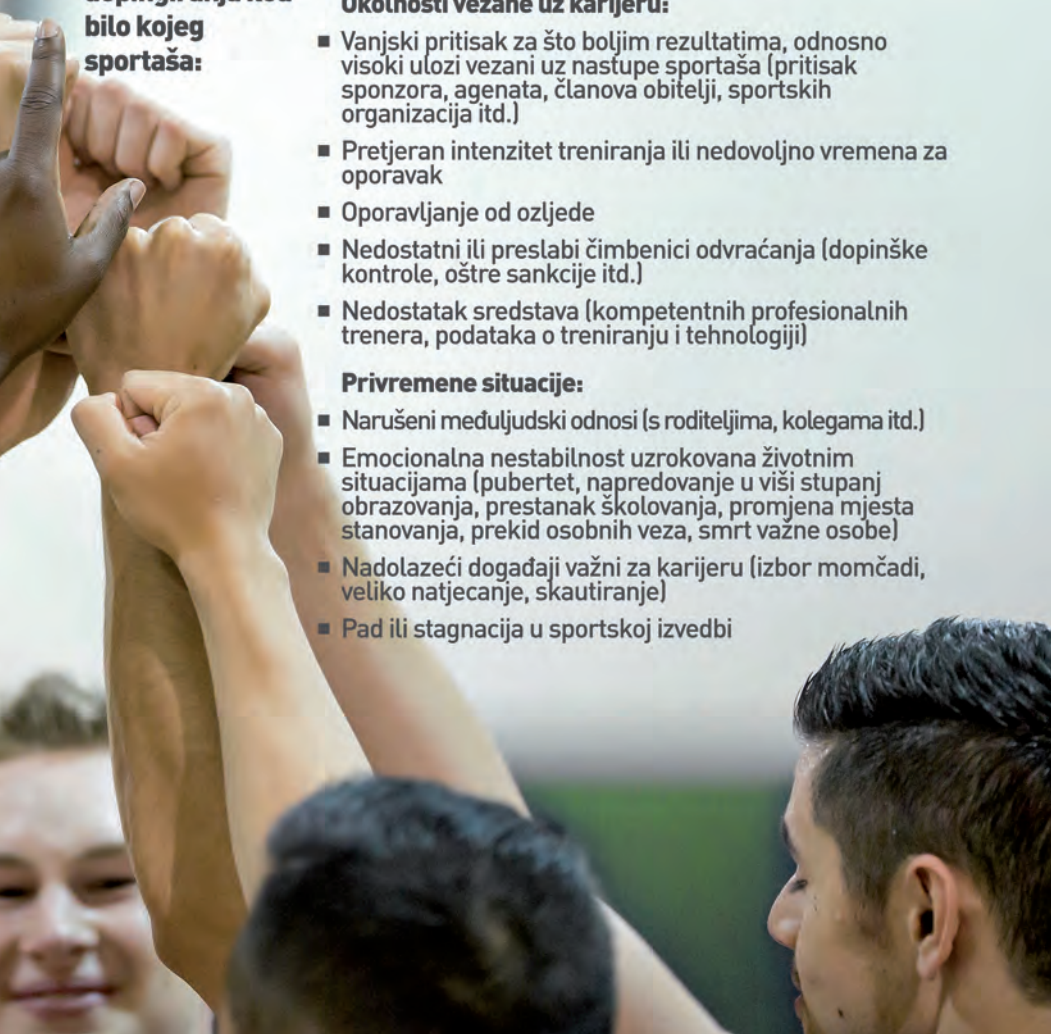 bilo kojeg
sportaša:
Okolnosti vezane uz karijeru:
■ Vanjski pritisak za što boljim rezultatima, odnosno
visoki ulozi vezani uz nastupe sportaša (pritisak
sponzora, agenata, članova obitelji, sportskih
organizacija itd.)
■ Pretjeran intenzitet treniranja ili nedovoljno vremena za
oporavak
■ Oporavljanje od ozljede
■ Nedostatni ili preslabi čimbenici odvraćanja (dopinške
kontrole, oštre sankcije itd.)
■ Nedostatak sredstava (kompetentnih profesionalnih
trenera, podataka o treniranju i tehnologiji)
Privremene situacije:
■ Narušeni međuljudski odnosi (s roditeljima, kolegama itd.)
■ Emocionalna nestabilnost uzrokovana životnim
situacijama (pubertet, napredovanje u viši stupanj
obrazovanja, prestanak školovanja, promjena mjesta
stanovanja, prekid osobnih veza, smrt važne osobe)
■ Nadolazeći događaji važni za karijeru (izbor momčadi,
veliko natjecanje, skautiranje)
■ Pad ili stagnacija u sportskoj izvedbi